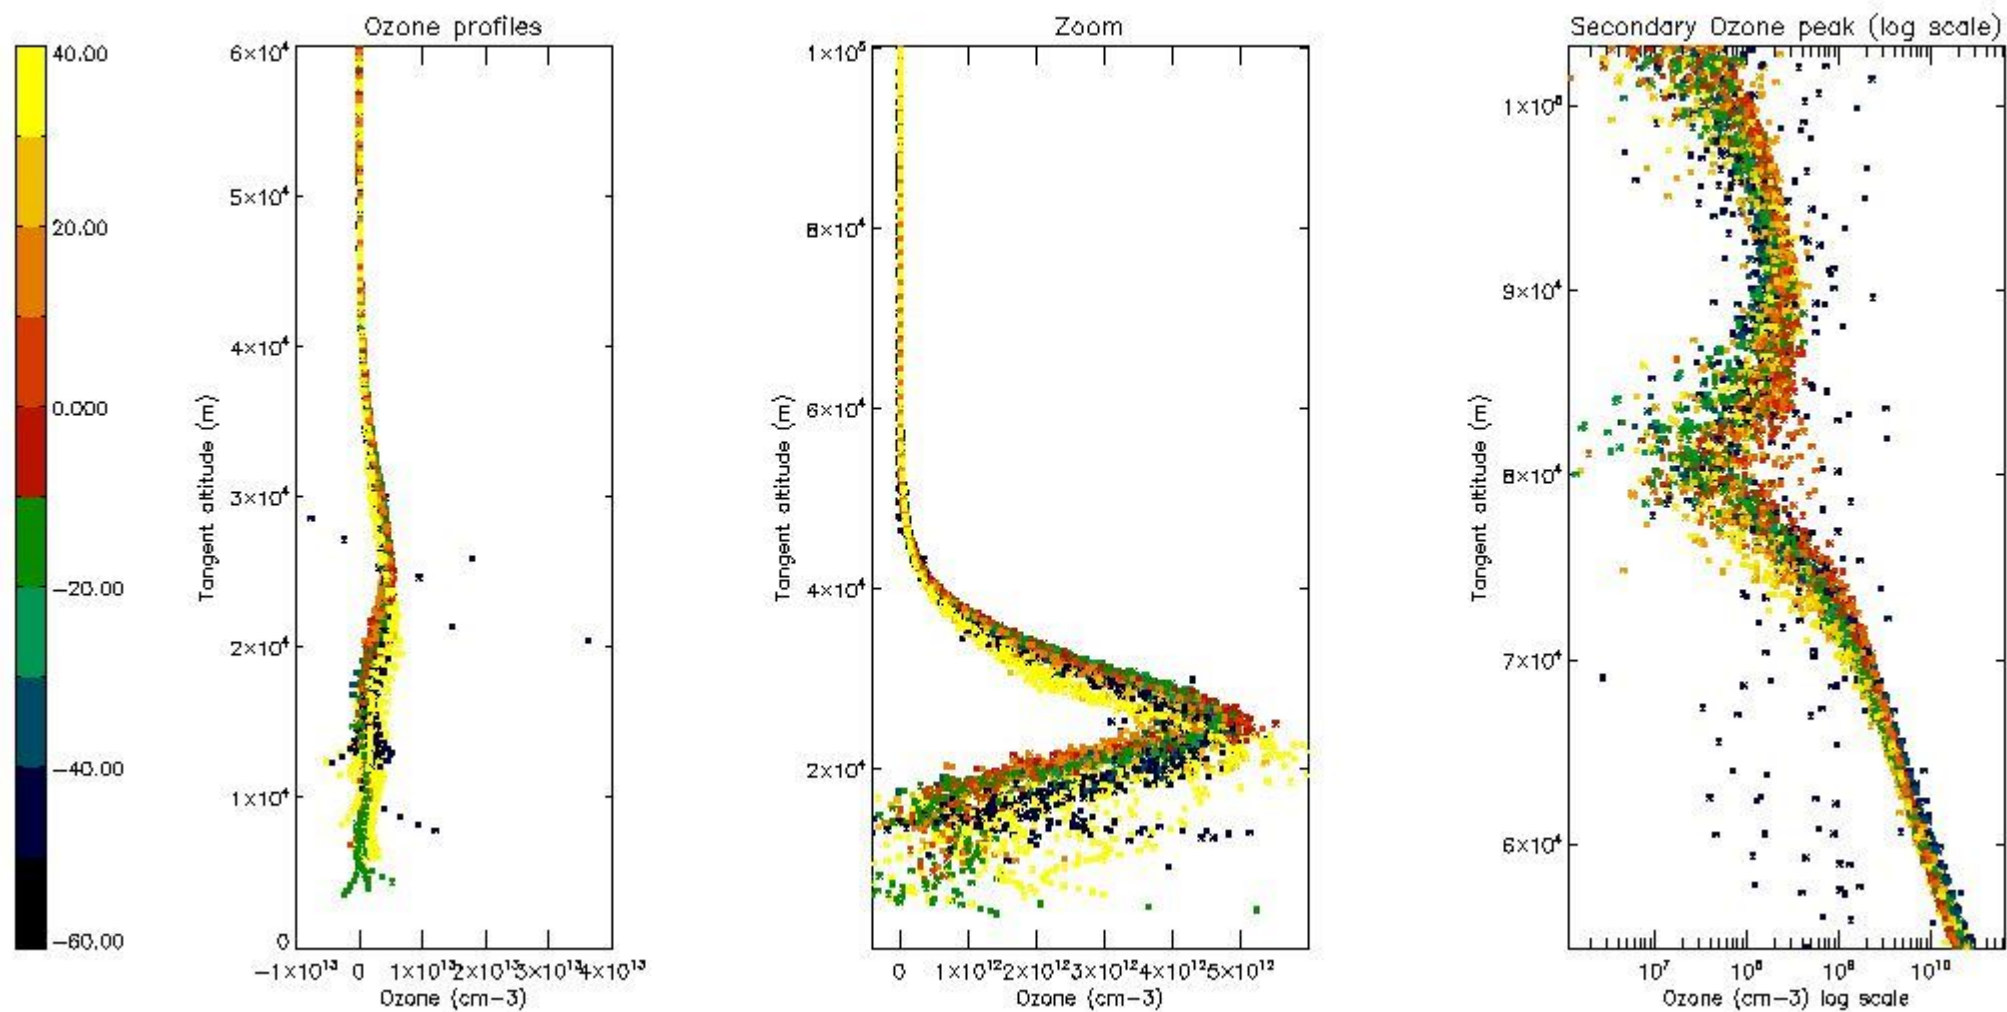 Ozone profiles
Zoom
Secondary Ozone peak (log scale)
40.00
20.00
0.000
−20.00
−40.00
−60.00
6×10⁴
5×10⁴
4×10⁴
3×10⁴
2×10⁴
1×10⁴
0
Tangent altitude (m)
−1×10¹³ 0 1×10¹³ 2×10¹³ 3×10¹³ 4×10¹³
Ozone (cm−3)
1×10⁵
8×10⁴
6×10⁴
4×10⁴
2×10⁴
Tangent altitude (m)
0 1×10¹² 2×10¹² 3×10¹² 4×10¹² 5×10¹²
Ozone (cm−3)
1×10⁵
9×10⁴
8×10⁴
7×10⁴
6×10⁴
Tangent altitude (m)
10⁷ 10⁸ 10⁹ 10¹⁰
Ozone (cm−3) log scale